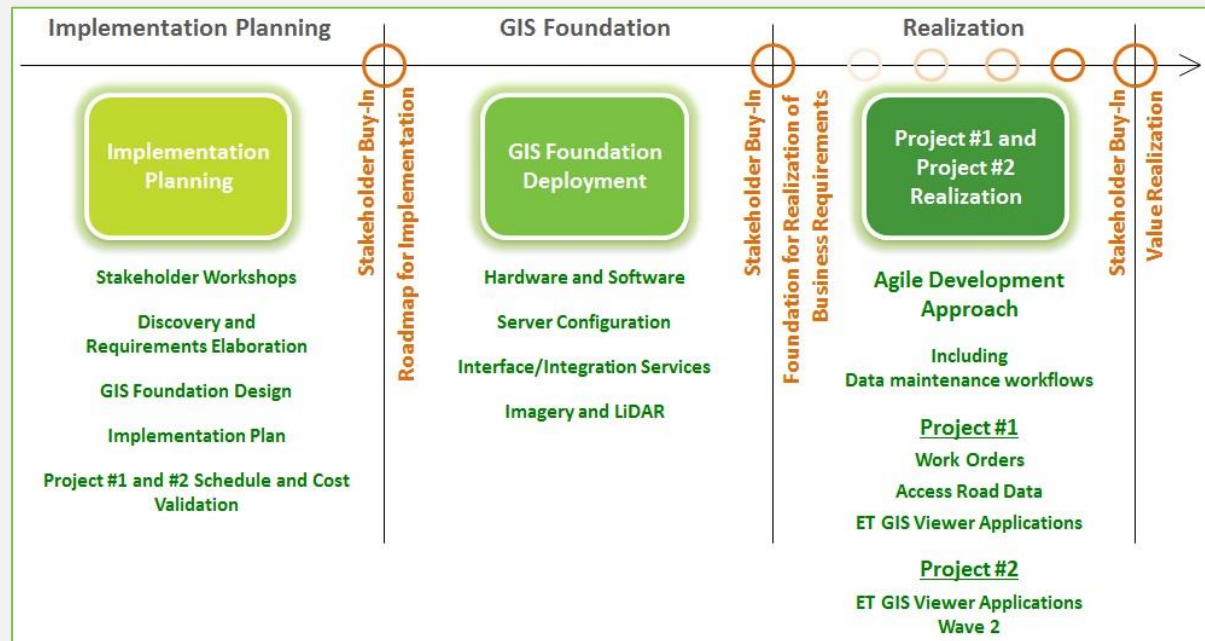 Implementation Planning
GIS Foundation
Realization
Implementation
Planning
Stakeholder Workshops
Discovery and
Requirements Elaboration
GIS Foundation Design
Implementation Plan
Project #1 and #2 Schedule and Cost
Validation
Stakeholder Buy-In
Roadmap for Implementation
GIS Foundation
Deployment
Hardware and Software
Server Configuration
Interface/Integration Services
Imagery and LiDAR
Stakeholder Buy-In
Foundation for Realization of
Business Requirements
Project #1 and
Project #2
Realization
Agile Development
Approach
Including
Data maintenance workflows
Project #1
Work Orders
Access Road Data
ET GIS Viewer Applications
Project #2
ET GIS Viewer Applications
Wave 2
Stakeholder Buy-In
Value Realization